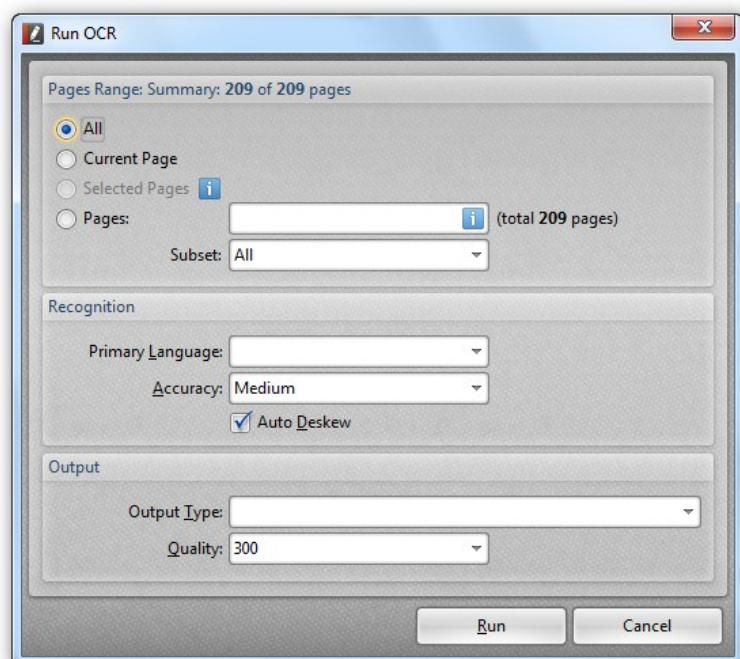 Run OCR
Pages Range: Summary: 209 of 209 pages
All
Current Page
Selected Pages i
Pages: i (total 209 pages)
Subset: All
Recognition
Primary Language:
Accuracy: Medium
Auto Deskew
Output
Output Type:
Quality: 300
Run Cancel